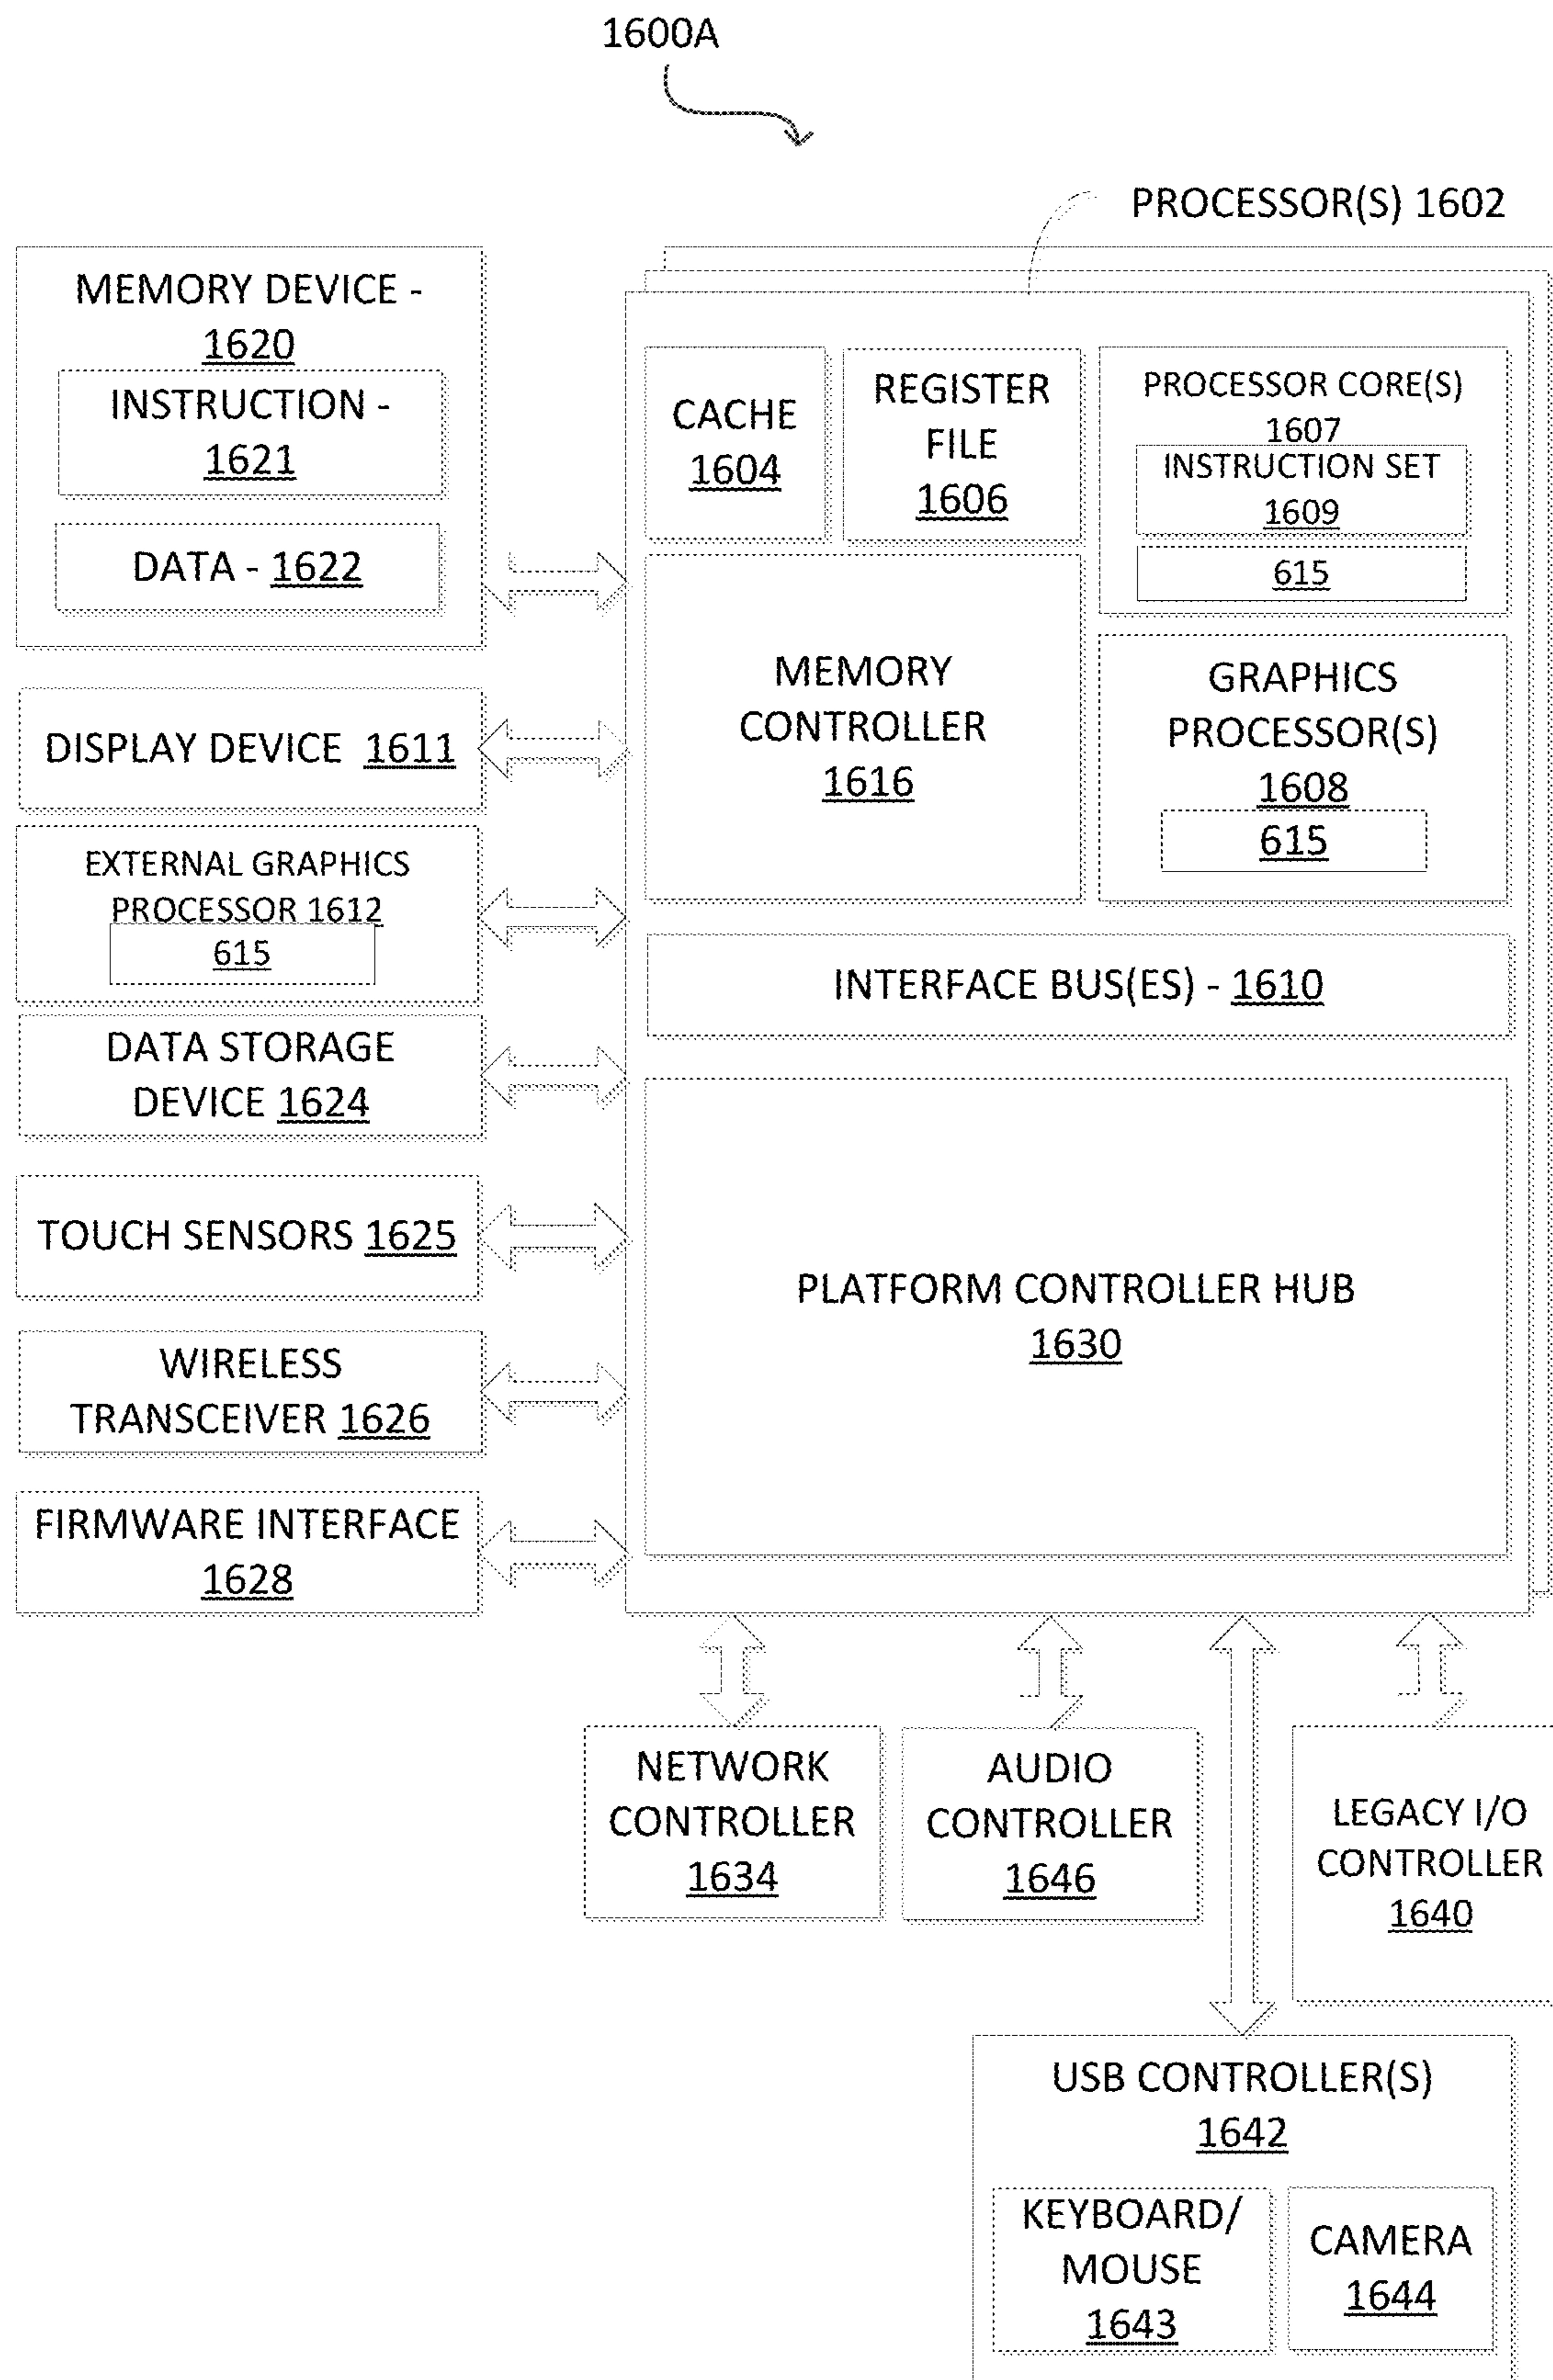 1600A
PROCESSOR(S) 1602
MEMORY DEVICE -
1620
INSTRUCTION -
1621
DATA - 1622
DISPLAY DEVICE 1611
EXTERNAL GRAPHICS
PROCESSOR 1612
615
DATA STORAGE
DEVICE 1624
TOUCH SENSORS 1625
WIRELESS
TRANSCEIVER 1626
FIRMWARE INTERFACE
1628
CACHE
1604
REGISTER
FILE
1606
PROCESSOR CORE(S)
1607
INSTRUCTION SET
1609
615
MEMORY
CONTROLLER
1616
GRAPHICS
PROCESSOR(S)
1608
615
INTERFACE BUS(ES) - 1610
PLATFORM CONTROLLER HUB
1630
NETWORK
CONTROLLER
1634
AUDIO
CONTROLLER
1646
LEGACY I/O
CONTROLLER
1640
USB CONTROLLER(S)
1642
KEYBOARD/
MOUSE
1643
CAMERA
1644